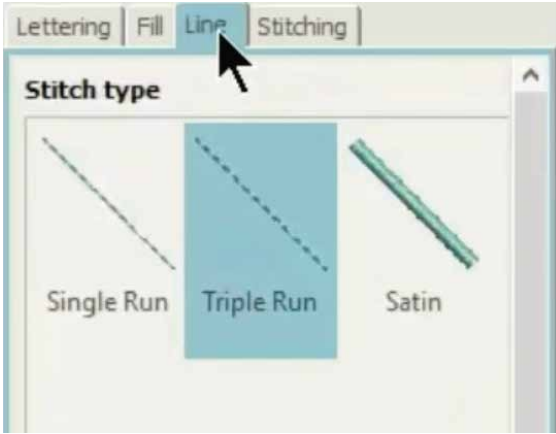 Lettering Fill Line Stitching
Stitch type
Single Run Triple Run Satin